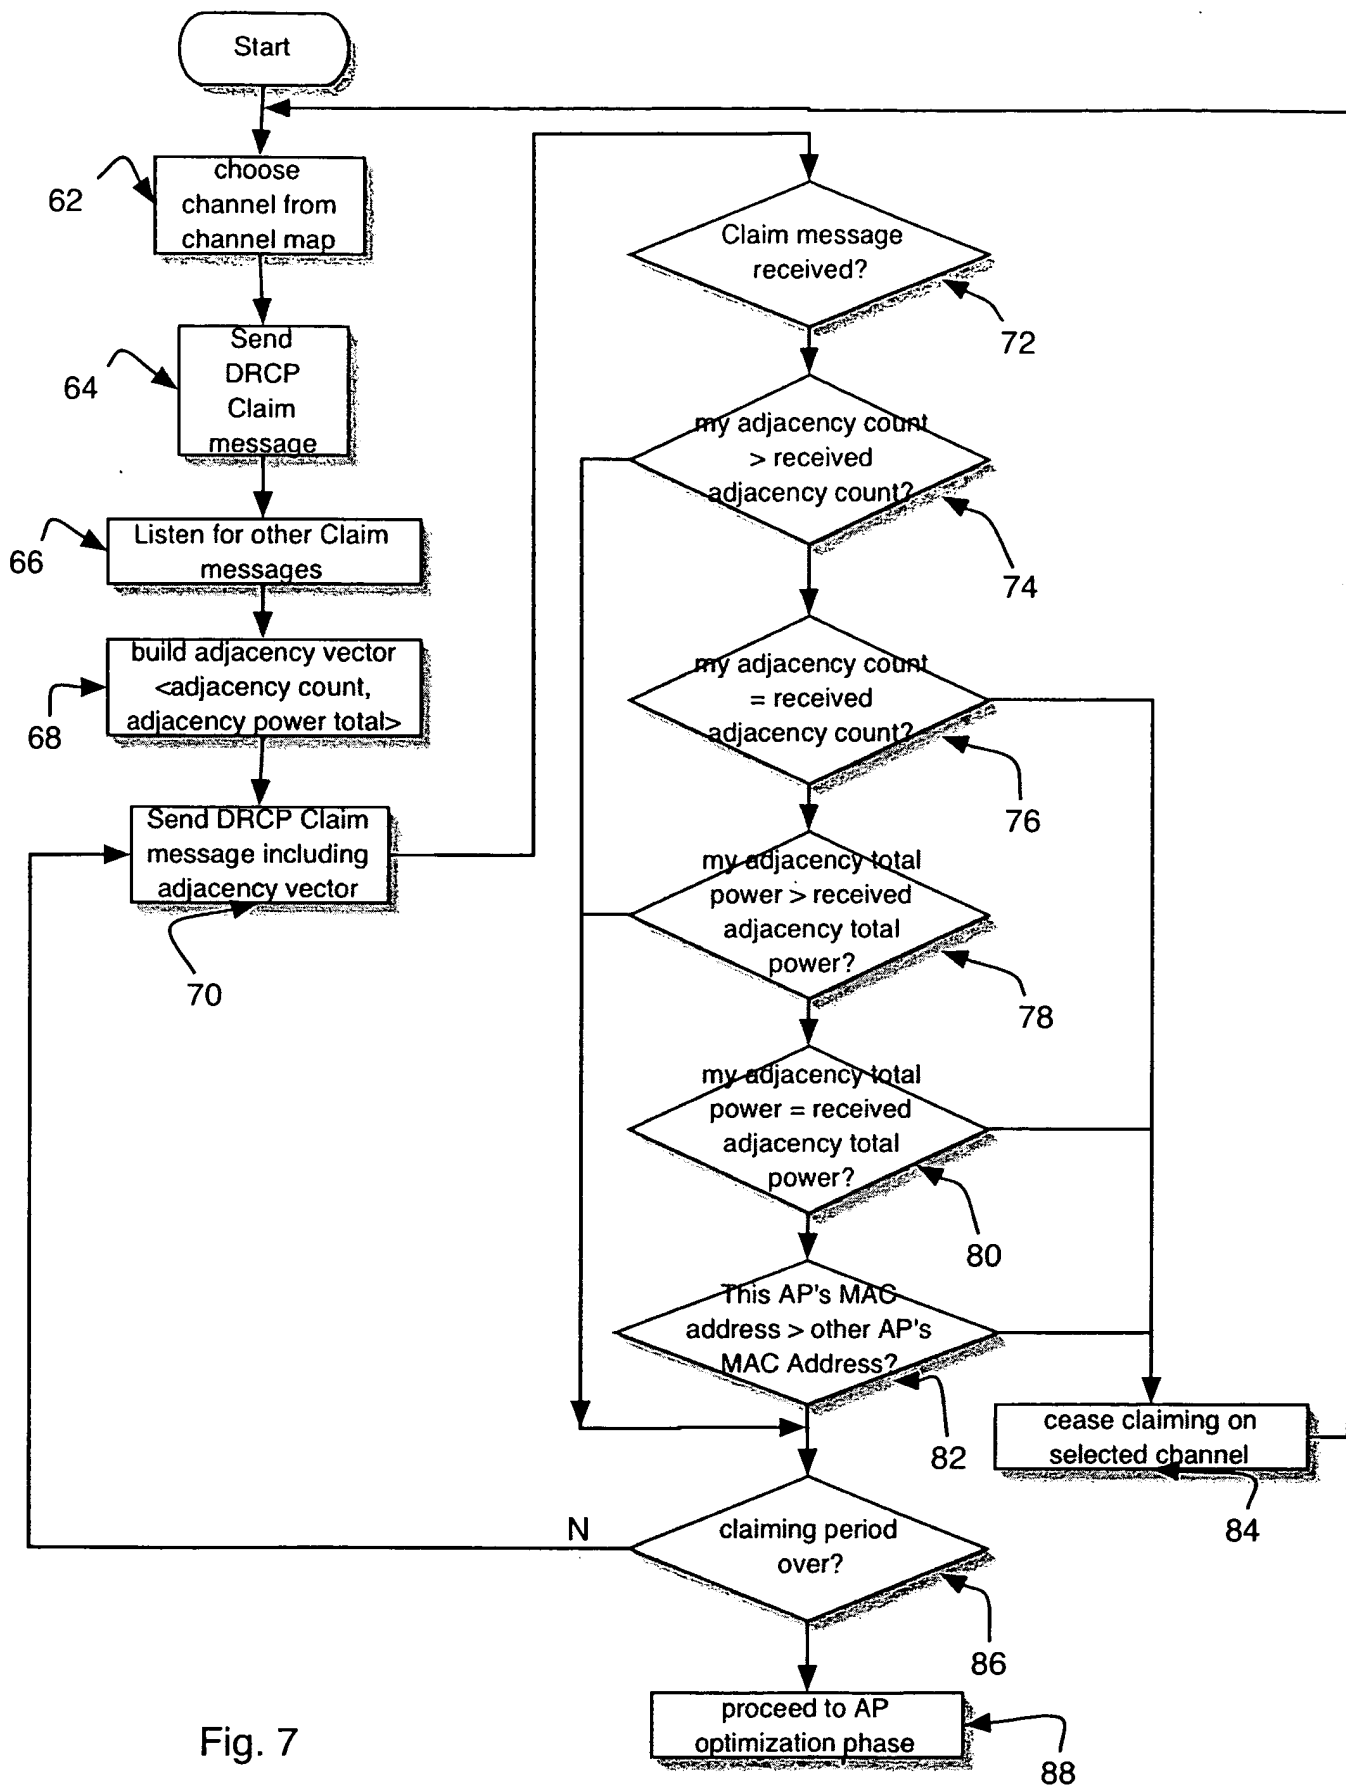 Start
choose
channel from
channel map
62
Send
DRCP
Claim
message
64
Listen for other Claim
messages
66
build adjacency vector
<adjacency count,
adjacency power total>
68
Send DRCP Claim
message including
adjacency vector
70
Claim message
received?
72
my adjacency count
> received
adjacency count?
74
my adjacency count
= received
adjacency count?
76
my adjacency total
power > received
adjacency total
power?
78
my adjacency total
power = received
adjacency total
power?
80
This AP's MAC
address > other AP's
MAC Address?
82
cease claiming on
selected channel
84
claiming period
over?
N
86
proceed to AP
optimization phase
88
Fig. 7